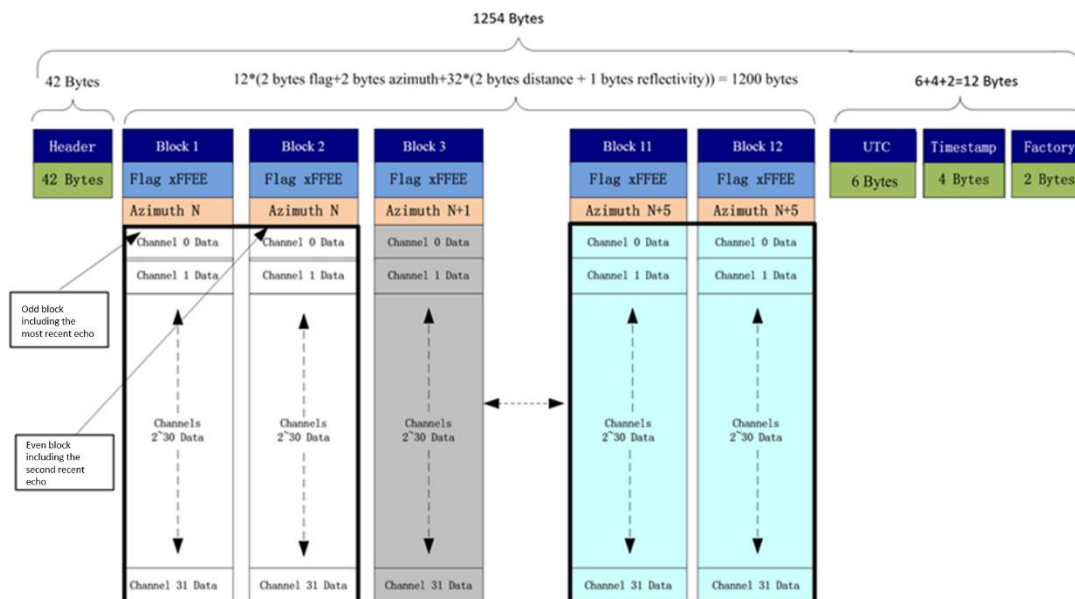 1254 Bytes
42 Bytes
12*(2 bytes flag+2 bytes azimuth+32*(2 bytes distance + 1 bytes reflectivity)) = 1200 bytes
6+4+2=12 Bytes
Header
42 Bytes
Block 1
Flag xFFEE
Azimuth N
Channel 0 Data
Channel 1 Data
Channels
2~30 Data
Channel 31 Data
Block 2
Flag xFFEE
Azimuth N
Channel 0 Data
Channel 1 Data
Channels
2~30 Data
Channel 31 Data
Block 3
Flag xFFEE
Azimuth N+1
Channel 0 Data
Channel 1 Data
Channels
2~30 Data
Channel 31 Data
Block 11
Flag xFFEE
Azimuth N+5
Channel 0 Data
Channel 1 Data
Channels
2~30 Data
Channel 31 Data
Block 12
Flag xFFEE
Azimuth N+5
Channel 0 Data
Channel 1 Data
Channels
2~30 Data
Channel 31 Data
UTC
6 Bytes
Timestamp
4 Bytes
Factory
2 Bytes
Odd block
including the
most recent echo
Even block
including the
second recent
echo